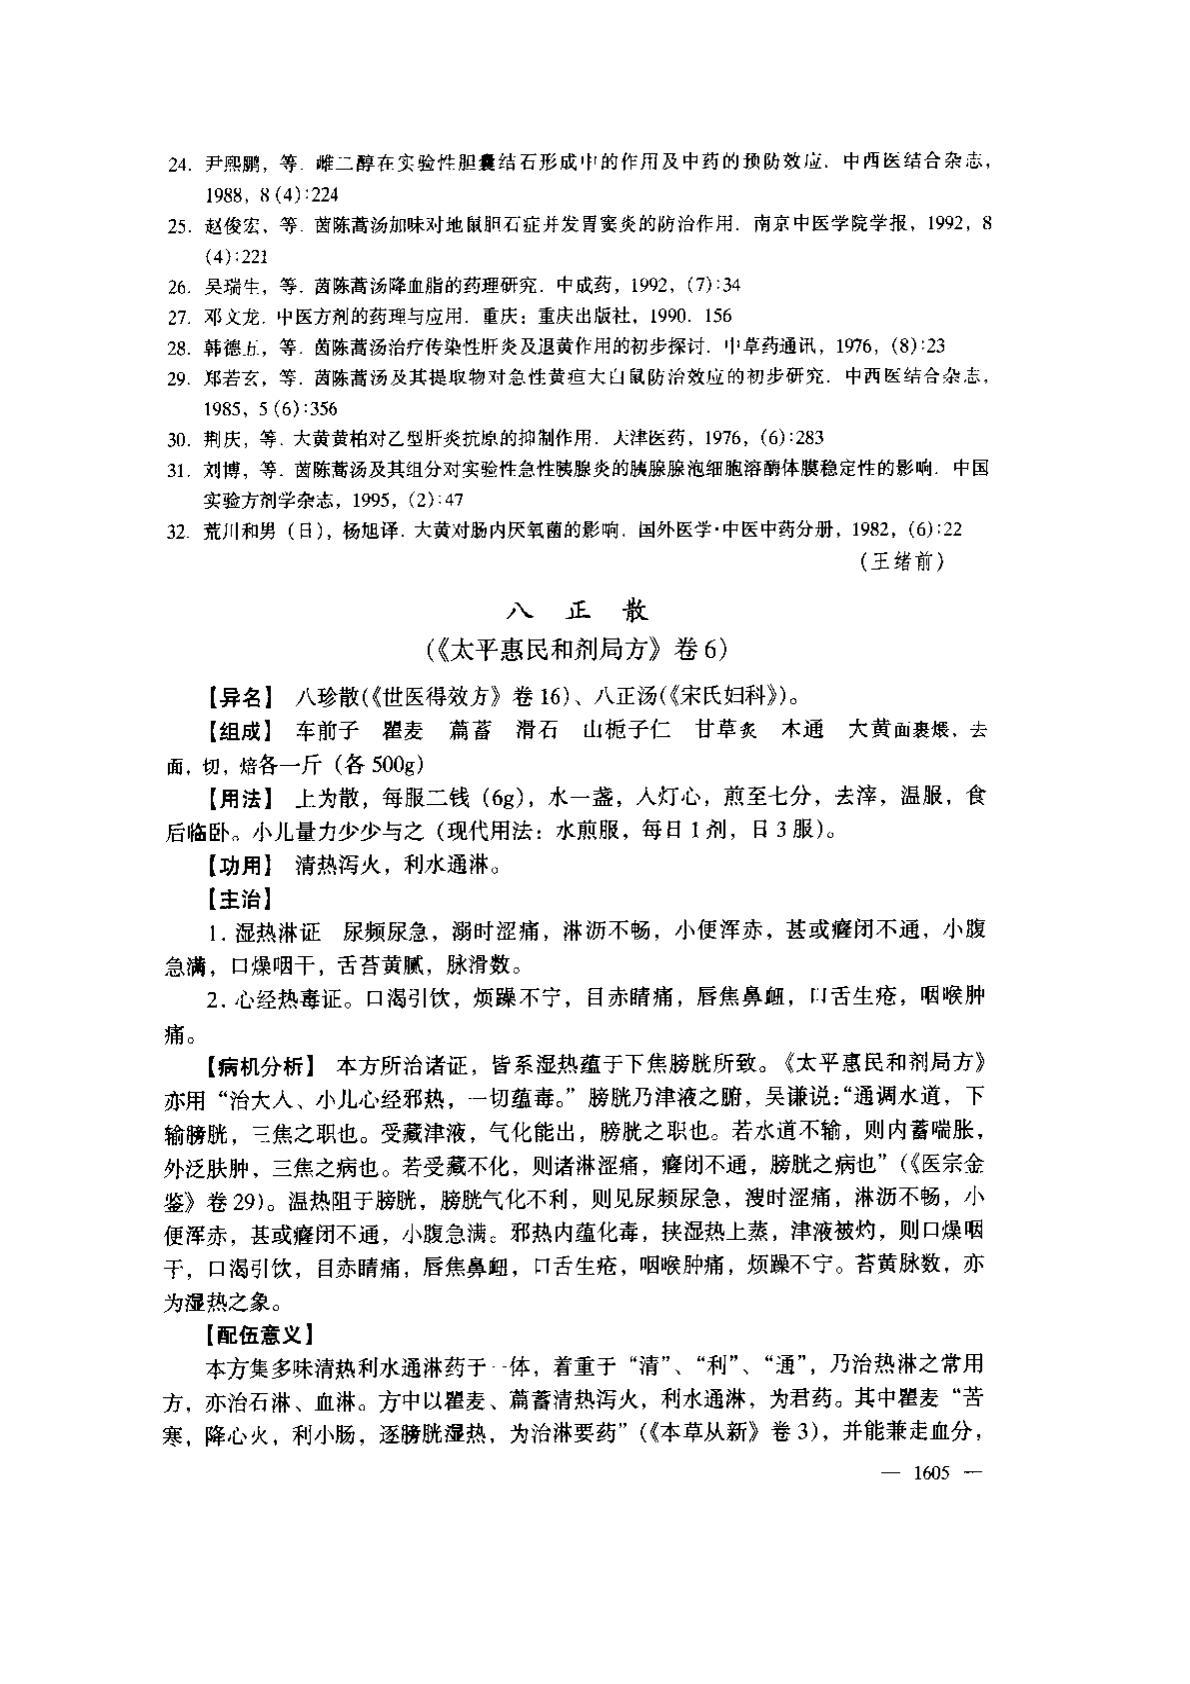 24. 尹熙鹏，等. 雌二醇在实验性胆囊结石形成中的作用及中药的预防效应. 中西医结合杂志，
1988，8 (4):224
25. 赵俊宏，等. 茵陈蒿汤加味对地鼠胆石症并发胃窦炎的防治作用. 南京中医学院学报，1992，8
(4):221
26. 吴瑞生，等. 茵陈蒿汤降血脂的药理研究. 中成药，1992，(7):34
27. 邓文龙. 中医方剂的药理与应用. 重庆：重庆出版社，1990. 156
28. 韩德五，等. 茵陈蒿汤治疗传染性肝炎及退黄作用的初步探讨. 中草药通讯，1976，(8):23
29. 郑若玄，等. 茵陈蒿汤及其提取物对急性黄疸大白鼠防治效应的初步研究. 中西医结合杂志，
1985，5 (6):356
30. 荆庆，等. 大黄黄柏对乙型肝炎抗原的抑制作用. 天津医药，1976，(6):283
31. 刘博，等. 茵陈蒿汤及其组分对实验性急性胰腺炎的胰腺腺泡细胞溶酶体膜稳定性的影响. 中国
实验方剂学杂志，1995，(2):47
32. 荒川和男（日），杨旭译. 大黄对肠内厌氧菌的影响. 国外医学·中医中药分册，1982，(6):22
（王绪前）
八 正 散
（《太平惠民和剂局方》卷 6）
【异名】 八珍散(《世医得效方》卷 16)、八正汤(《宋氏妇科》)。
【组成】 车前子 瞿麦 萹蓄 滑石 山栀子仁 甘草炙 木通 大黄面裹煨，去
面，切，焙各一斤（各 500g）
【用法】 上为散，每服二钱（6g），水一盏，入灯心，煎至七分，去滓，温服，食
后临卧。小儿量力少少与之（现代用法：水煎服，每日 1 剂，日 3 服）。
【功用】 清热泻火，利水通淋。
【主治】
1. 湿热淋证 尿频尿急，溺时涩痛，淋沥不畅，小便浑赤，甚或癃闭不通，小腹
急满，口燥咽干，舌苔黄腻，脉滑数。
2. 心经热毒证。口渴引饮，烦躁不宁，目赤睛痛，唇焦鼻衄，口舌生疮，咽喉肿
痛。
【病机分析】 本方所治诸证，皆系湿热蕴于下焦膀胱所致。《太平惠民和剂局方》
亦用“治大人、小儿心经邪热，一切蕴毒。”膀胱乃津液之腑，吴谦说：“通调水道，下
输膀胱，三焦之职也。受藏津液，气化能出，膀胱之职也。若水道不输，则内蓄喘胀，
外泛肤肿，三焦之病也。若受藏不化，则诸淋涩痛，癃闭不通，膀胱之病也”（《医宗金
鉴》卷 29)。温热阻于膀胱，膀胱气化不利，则见尿频尿急，溲时涩痛，淋沥不畅，小
便浑赤，甚或癃闭不通，小腹急满。邪热内蕴化毒，挟湿热上蒸，津液被灼，则口燥咽
干，口渴引饮，目赤睛痛，唇焦鼻衄，口舌生疮，咽喉肿痛，烦躁不宁。苔黄脉数，亦
为湿热之象。
【配伍意义】
本方集多味清热利水通淋药于一体，着重于“清”、“利”、“通”，乃治热淋之常用
方，亦治石淋、血淋。方中以瞿麦、萹蓄清热泻火，利水通淋，为君药。其中瞿麦“苦
寒，降心火，利小肠，逐膀胱湿热，为治淋要药”（《本草从新》卷 3)，并能兼走血分，
— 1605 —